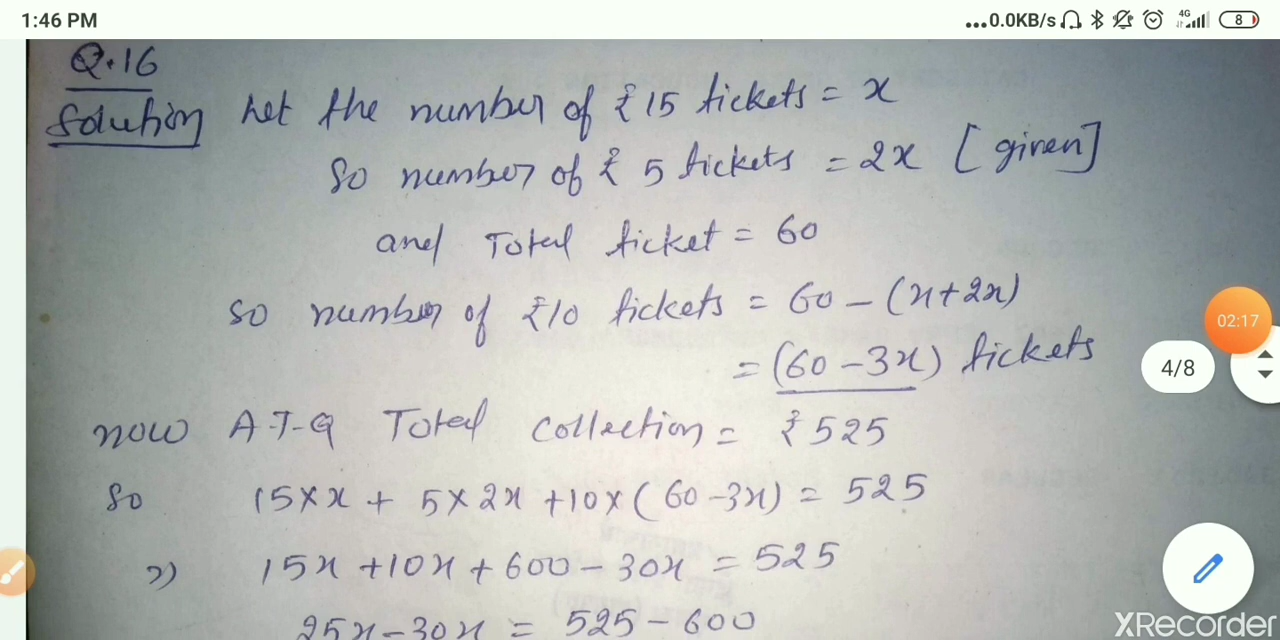 1:46 PM ...0.0KB/s 4G 8
Q.16
Solution Let the number of ₹15 tickets = x
So number of ₹ 5 tickets = 2x [given]
and Total ticket = 60
So number of ₹10 tickets = 60 - (x+2x)
= (60-3x) tickets
02:17
4/8
now A-T-Q Total Collection = ₹525
So 15×x + 5×2x +10×(60-3x) = 525
⇒) 15x +10x + 600 - 30x = 525
25x-30x = 525-600
XRecorder